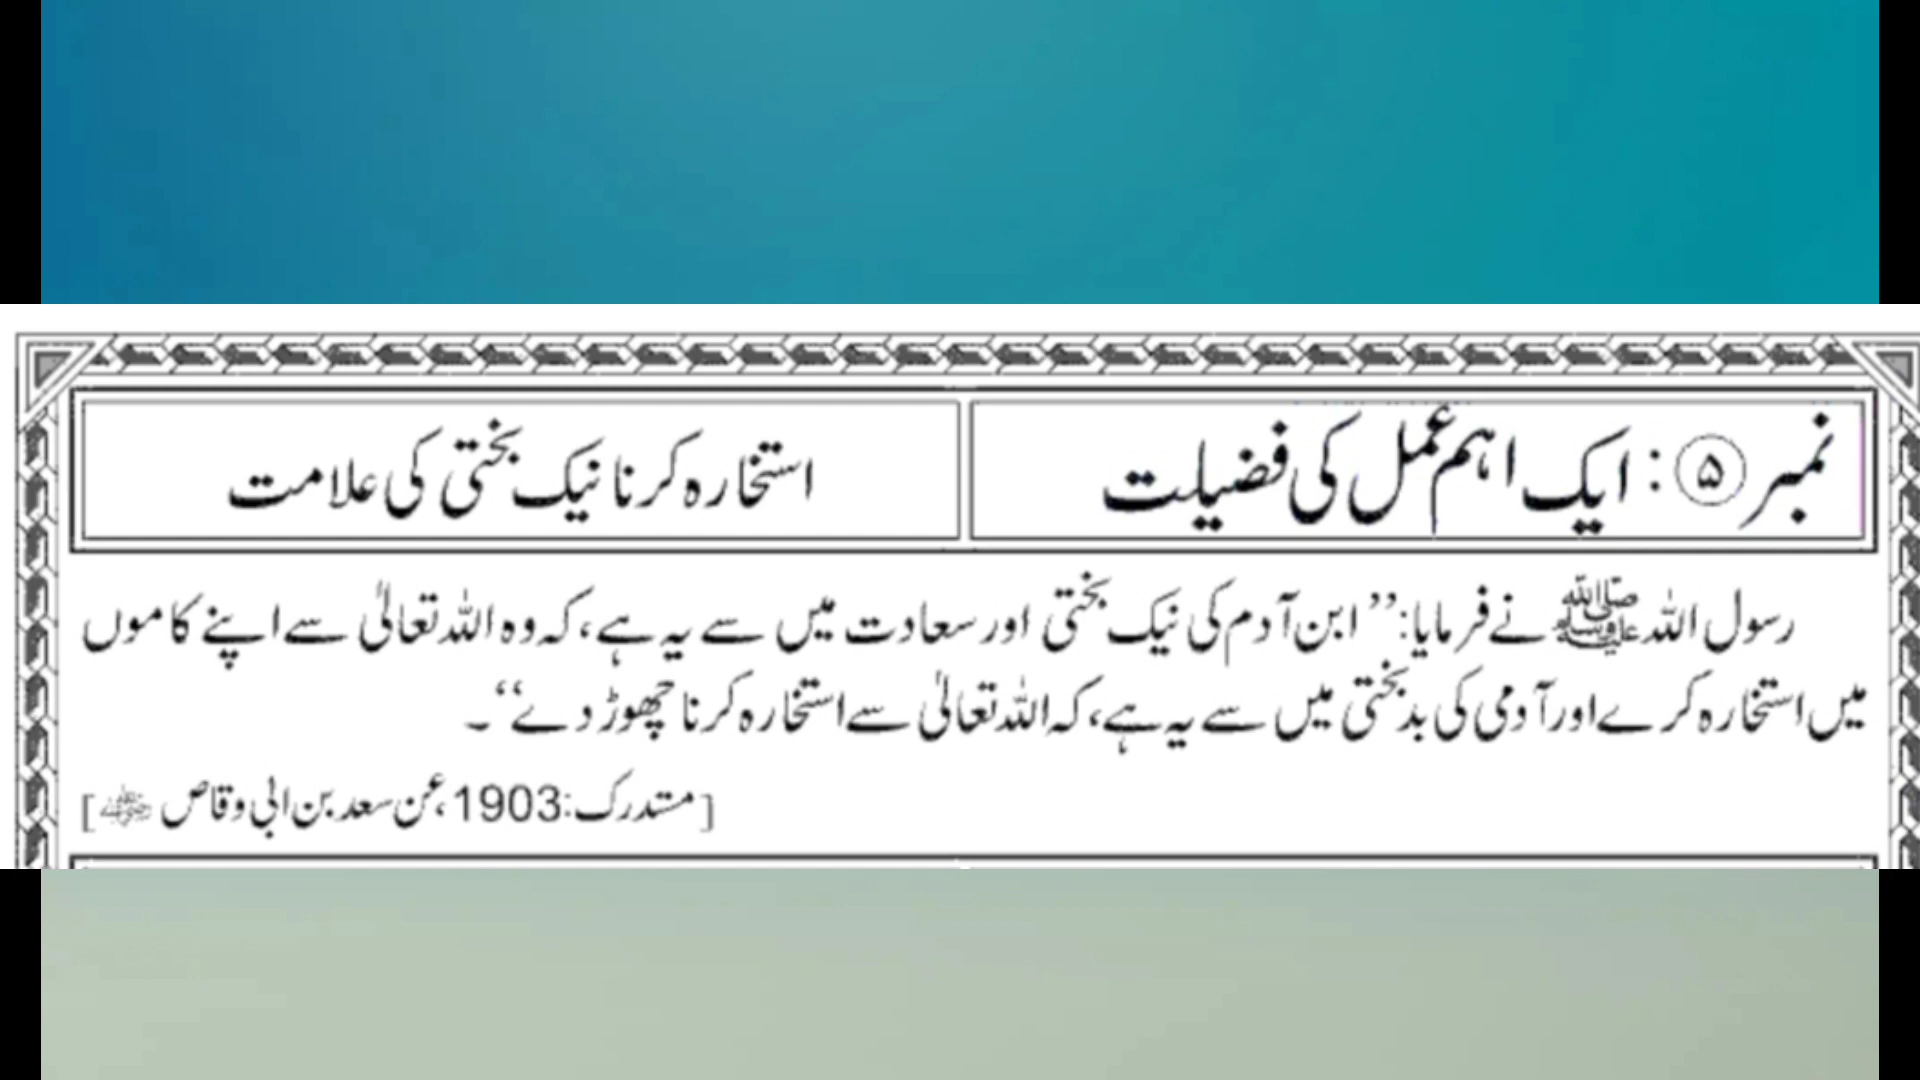 نمبر ۵ : ایک اہم عمل کی فضیلت
استخارہ کرنا نیک بختی کی علامت
رسول اللہ ﷺ نے فرمایا: ’’ ابن آدم کی نیک بختی اور سعادت میں سے یہ ہے، کہ وہ اللہ تعالیٰ سے اپنے کاموں
میں استخارہ کرے اور آدمی کی بدبختی میں سے یہ ہے، کہ اللہ تعالیٰ سے استخارہ کرنا چھوڑ دے ‘‘۔
[مستدرک: 1903، عن سعد بن ابی وقاص ؓ]